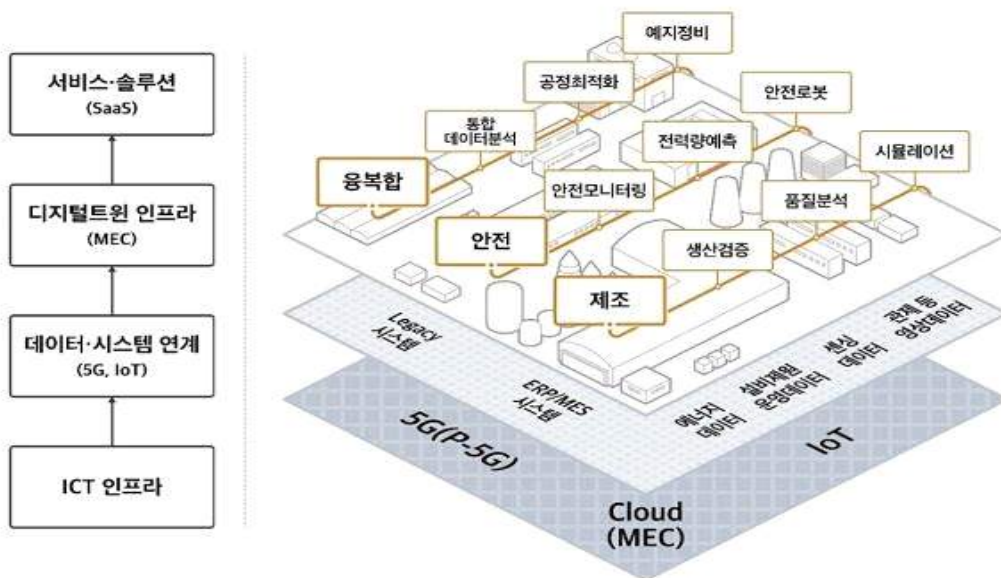 서비스·솔루션
(SaaS)
디지털트윈 인프라
(MEC)
데이터·시스템 연계
(5G, IoT)
ICT 인프라
예지정비
공정최적화
통합
데이터분석
융복합
안전로봇
전력량예측
안전모니터링
안전
시뮬레이션
품질분석
생산검증
제조
Legacy
시스템
ERP/MES
시스템
에너지
데이터
설비제원
운영데이터
센싱
데이터
관제 등
영상데이터
5G(P-5G)
IoT
Cloud
(MEC)